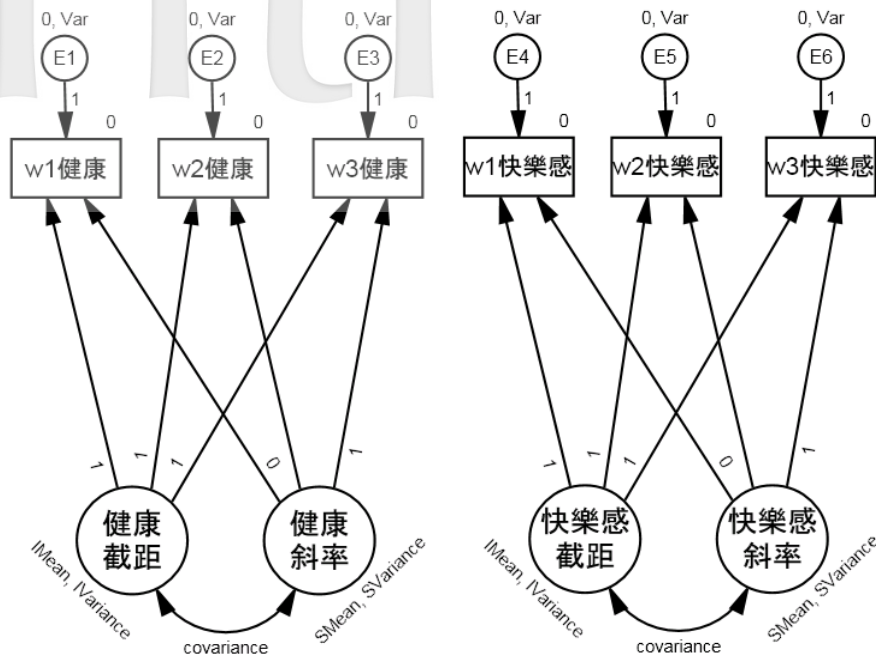 0, Var
0, Var
0, Var
0, Var
0, Var
0, Var
E1
E2
E3
E4
E5
E6
1
1
1
1
1
1
0
0
0
0
0
0
w1健康
w2健康
w3健康
w1快樂感
w2快樂感
w3快樂感
1
1
1
0
1
1
1
1
0
1
健康
截距
健康
斜率
快樂感
截距
快樂感
斜率
IMean, IVariance
SMean, SVariance
IMean, IVariance
SMean, SVariance
covariance
covariance